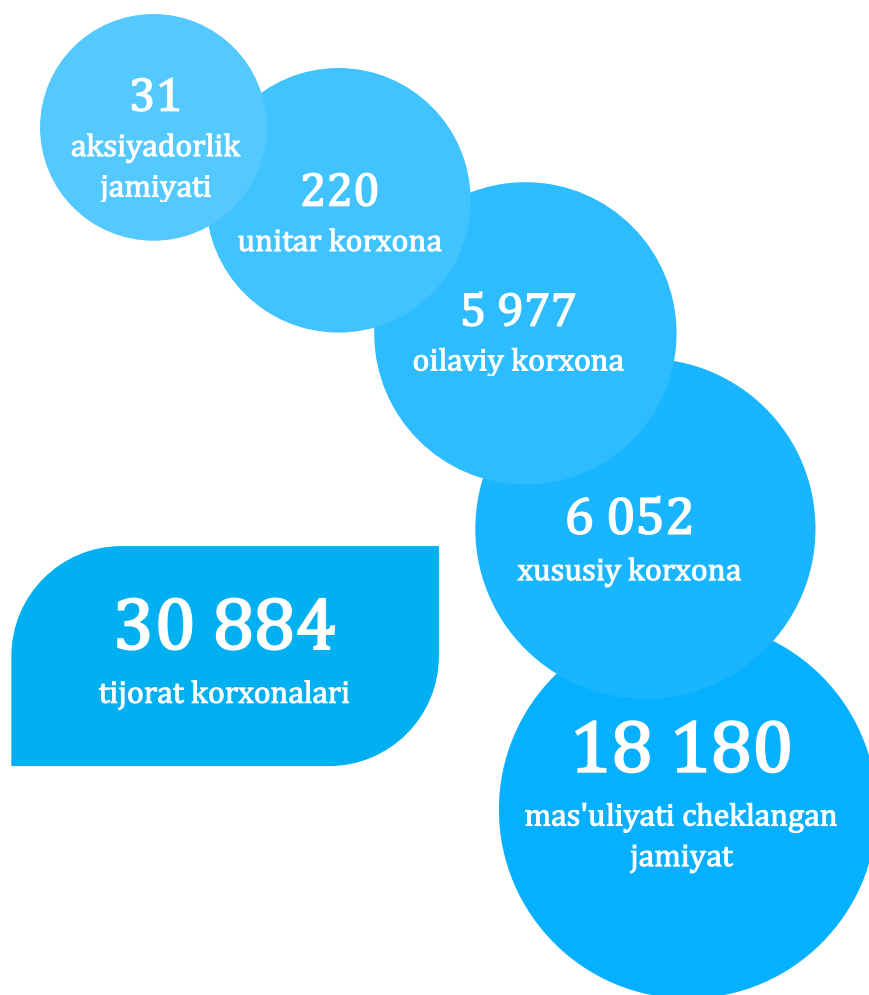 31
aksiyadorlik
jamiyati
220
unitar korxona
5 977
oilaviy korxona
6 052
xususiy korxona
30 884
tijorat korxonalari
18 180
mas'uliyati cheklangan
jamiyat